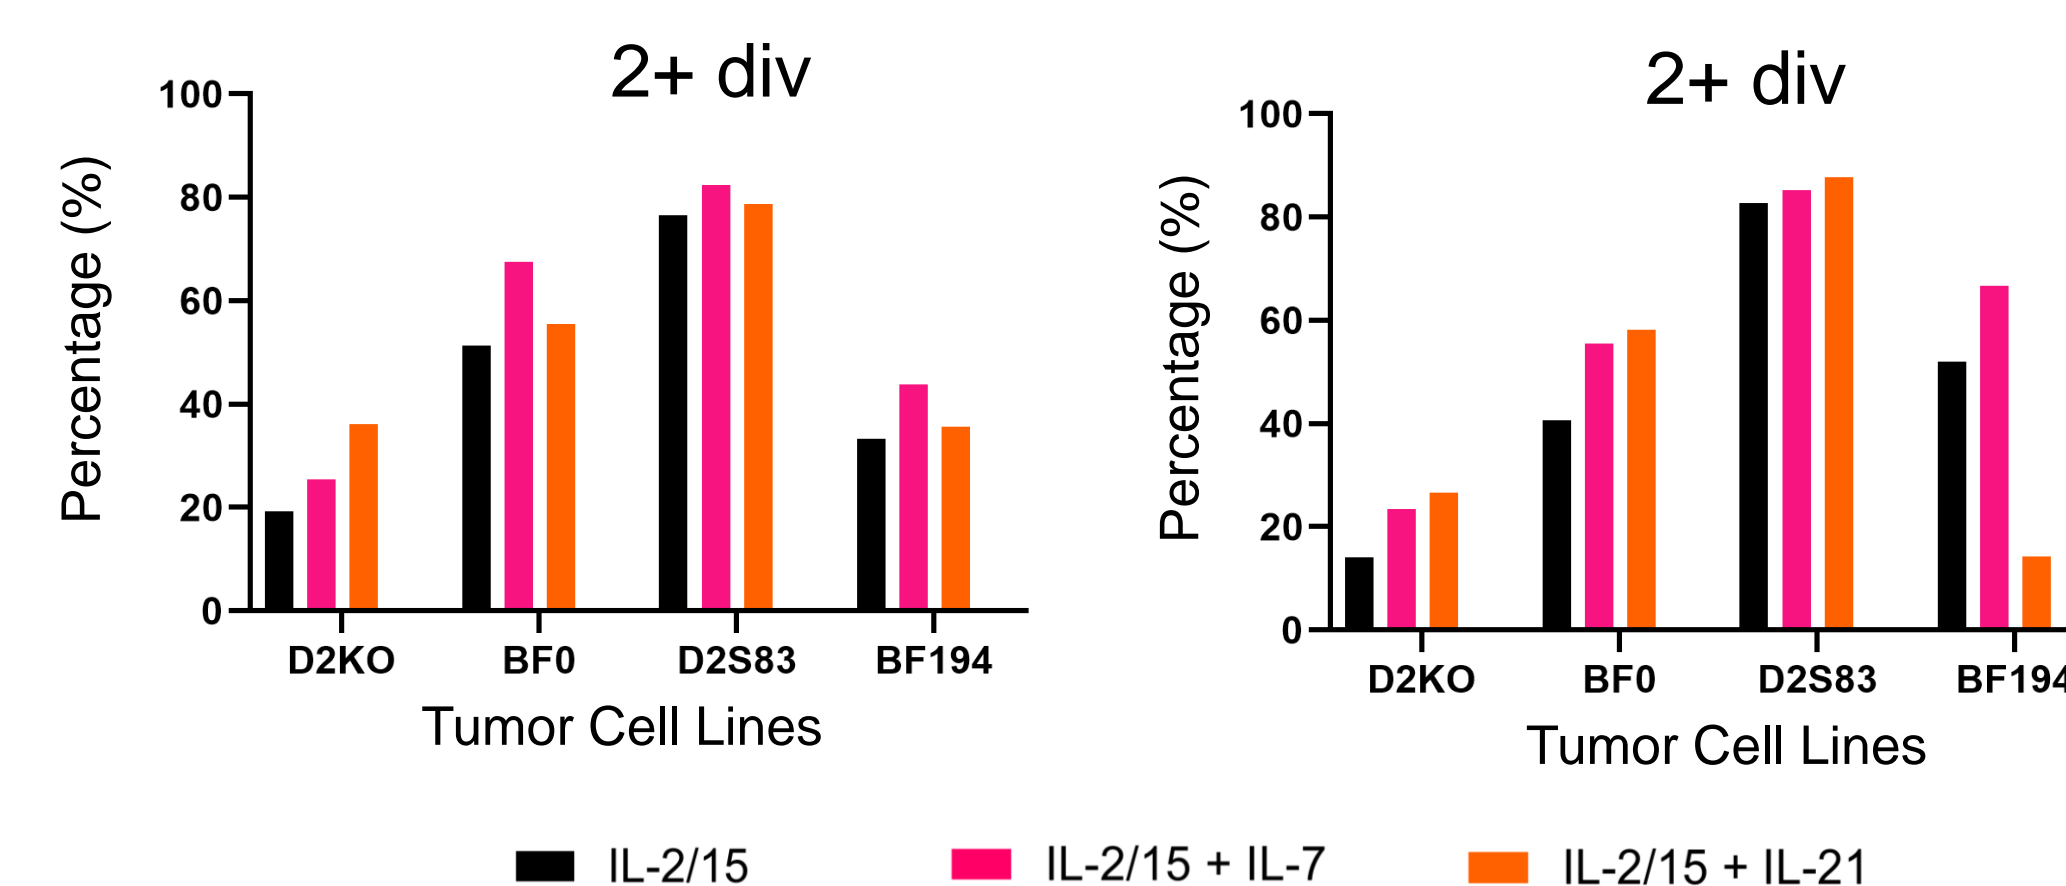 2+ div
100
80
60
40
20
0
Percentage (%)
D2KO BF0 D2S83 BF194
Tumor Cell Lines
2+ div
100
80
60
40
20
0
Percentage (%)
D2KO BF0 D2S83 BF194
Tumor Cell Lines
IL-2/15 IL-2/15 + IL-7 IL-2/15 + IL-21